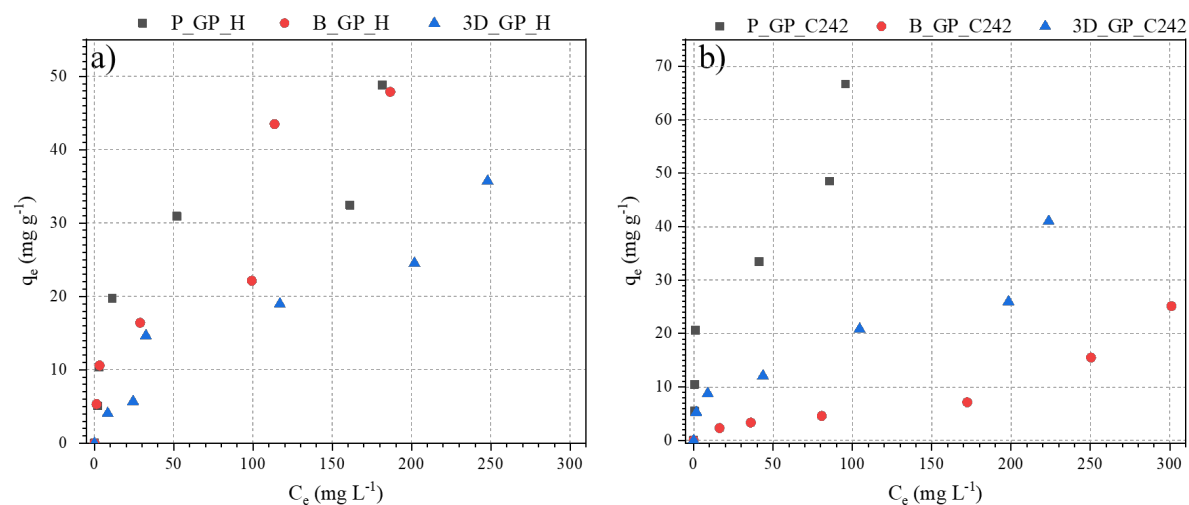 P_GP_H B_GP_H 3D_GP_H
a)
50
40
30
20
10
0
qₑ (mg g⁻¹)
0 50 100 150 200 250 300
Cₑ (mg L⁻¹)
P_GP_C242 B_GP_C242 3D_GP_C242
b)
70
60
50
40
30
20
10
0
qₑ (mg g⁻¹)
0 50 100 150 200 250 300
Cₑ (mg L⁻¹)